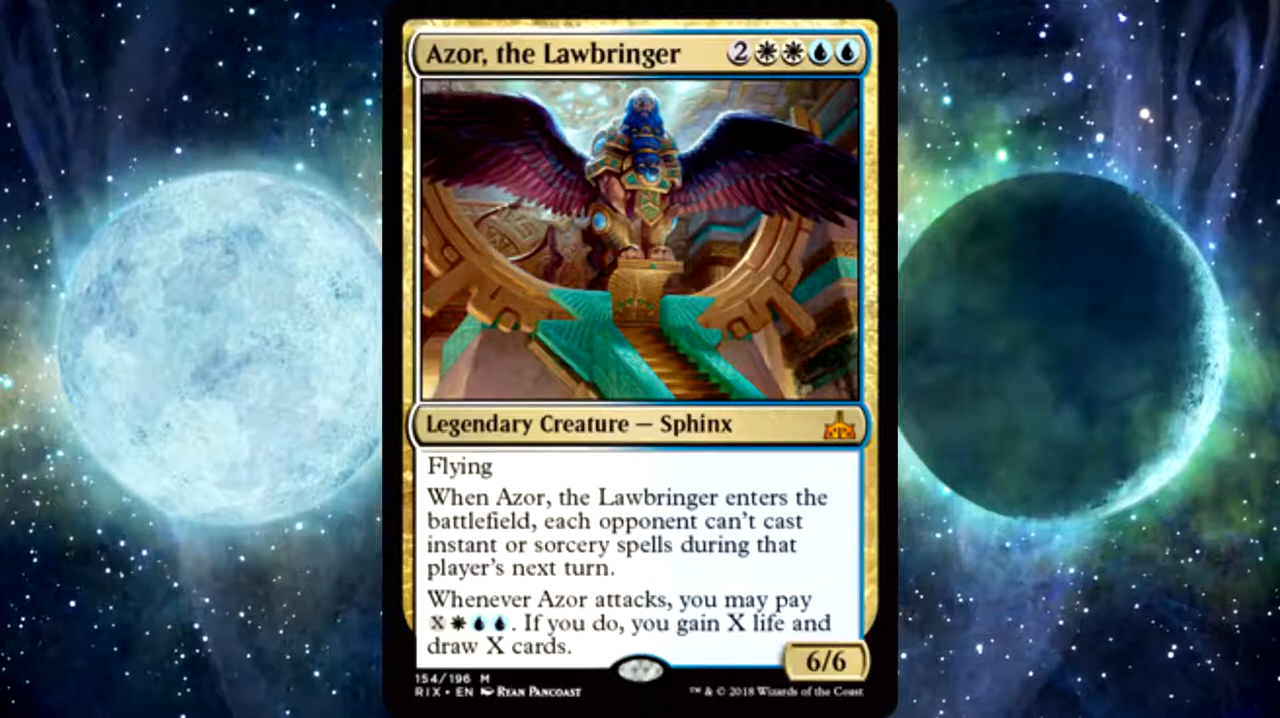 Azor, the Lawbringer 2
Legendary Creature — Sphinx
Flying
When Azor, the Lawbringer enters the
battlefield, each opponent can't cast
instant or sorcery spells during that
player's next turn.
Whenever Azor attacks, you may pay
X. If you do, you gain X life and
draw X cards.
6/6
154/196 M
RIX • EN Ryan Pancoast
™ & © 2018 Wizards of the Coast